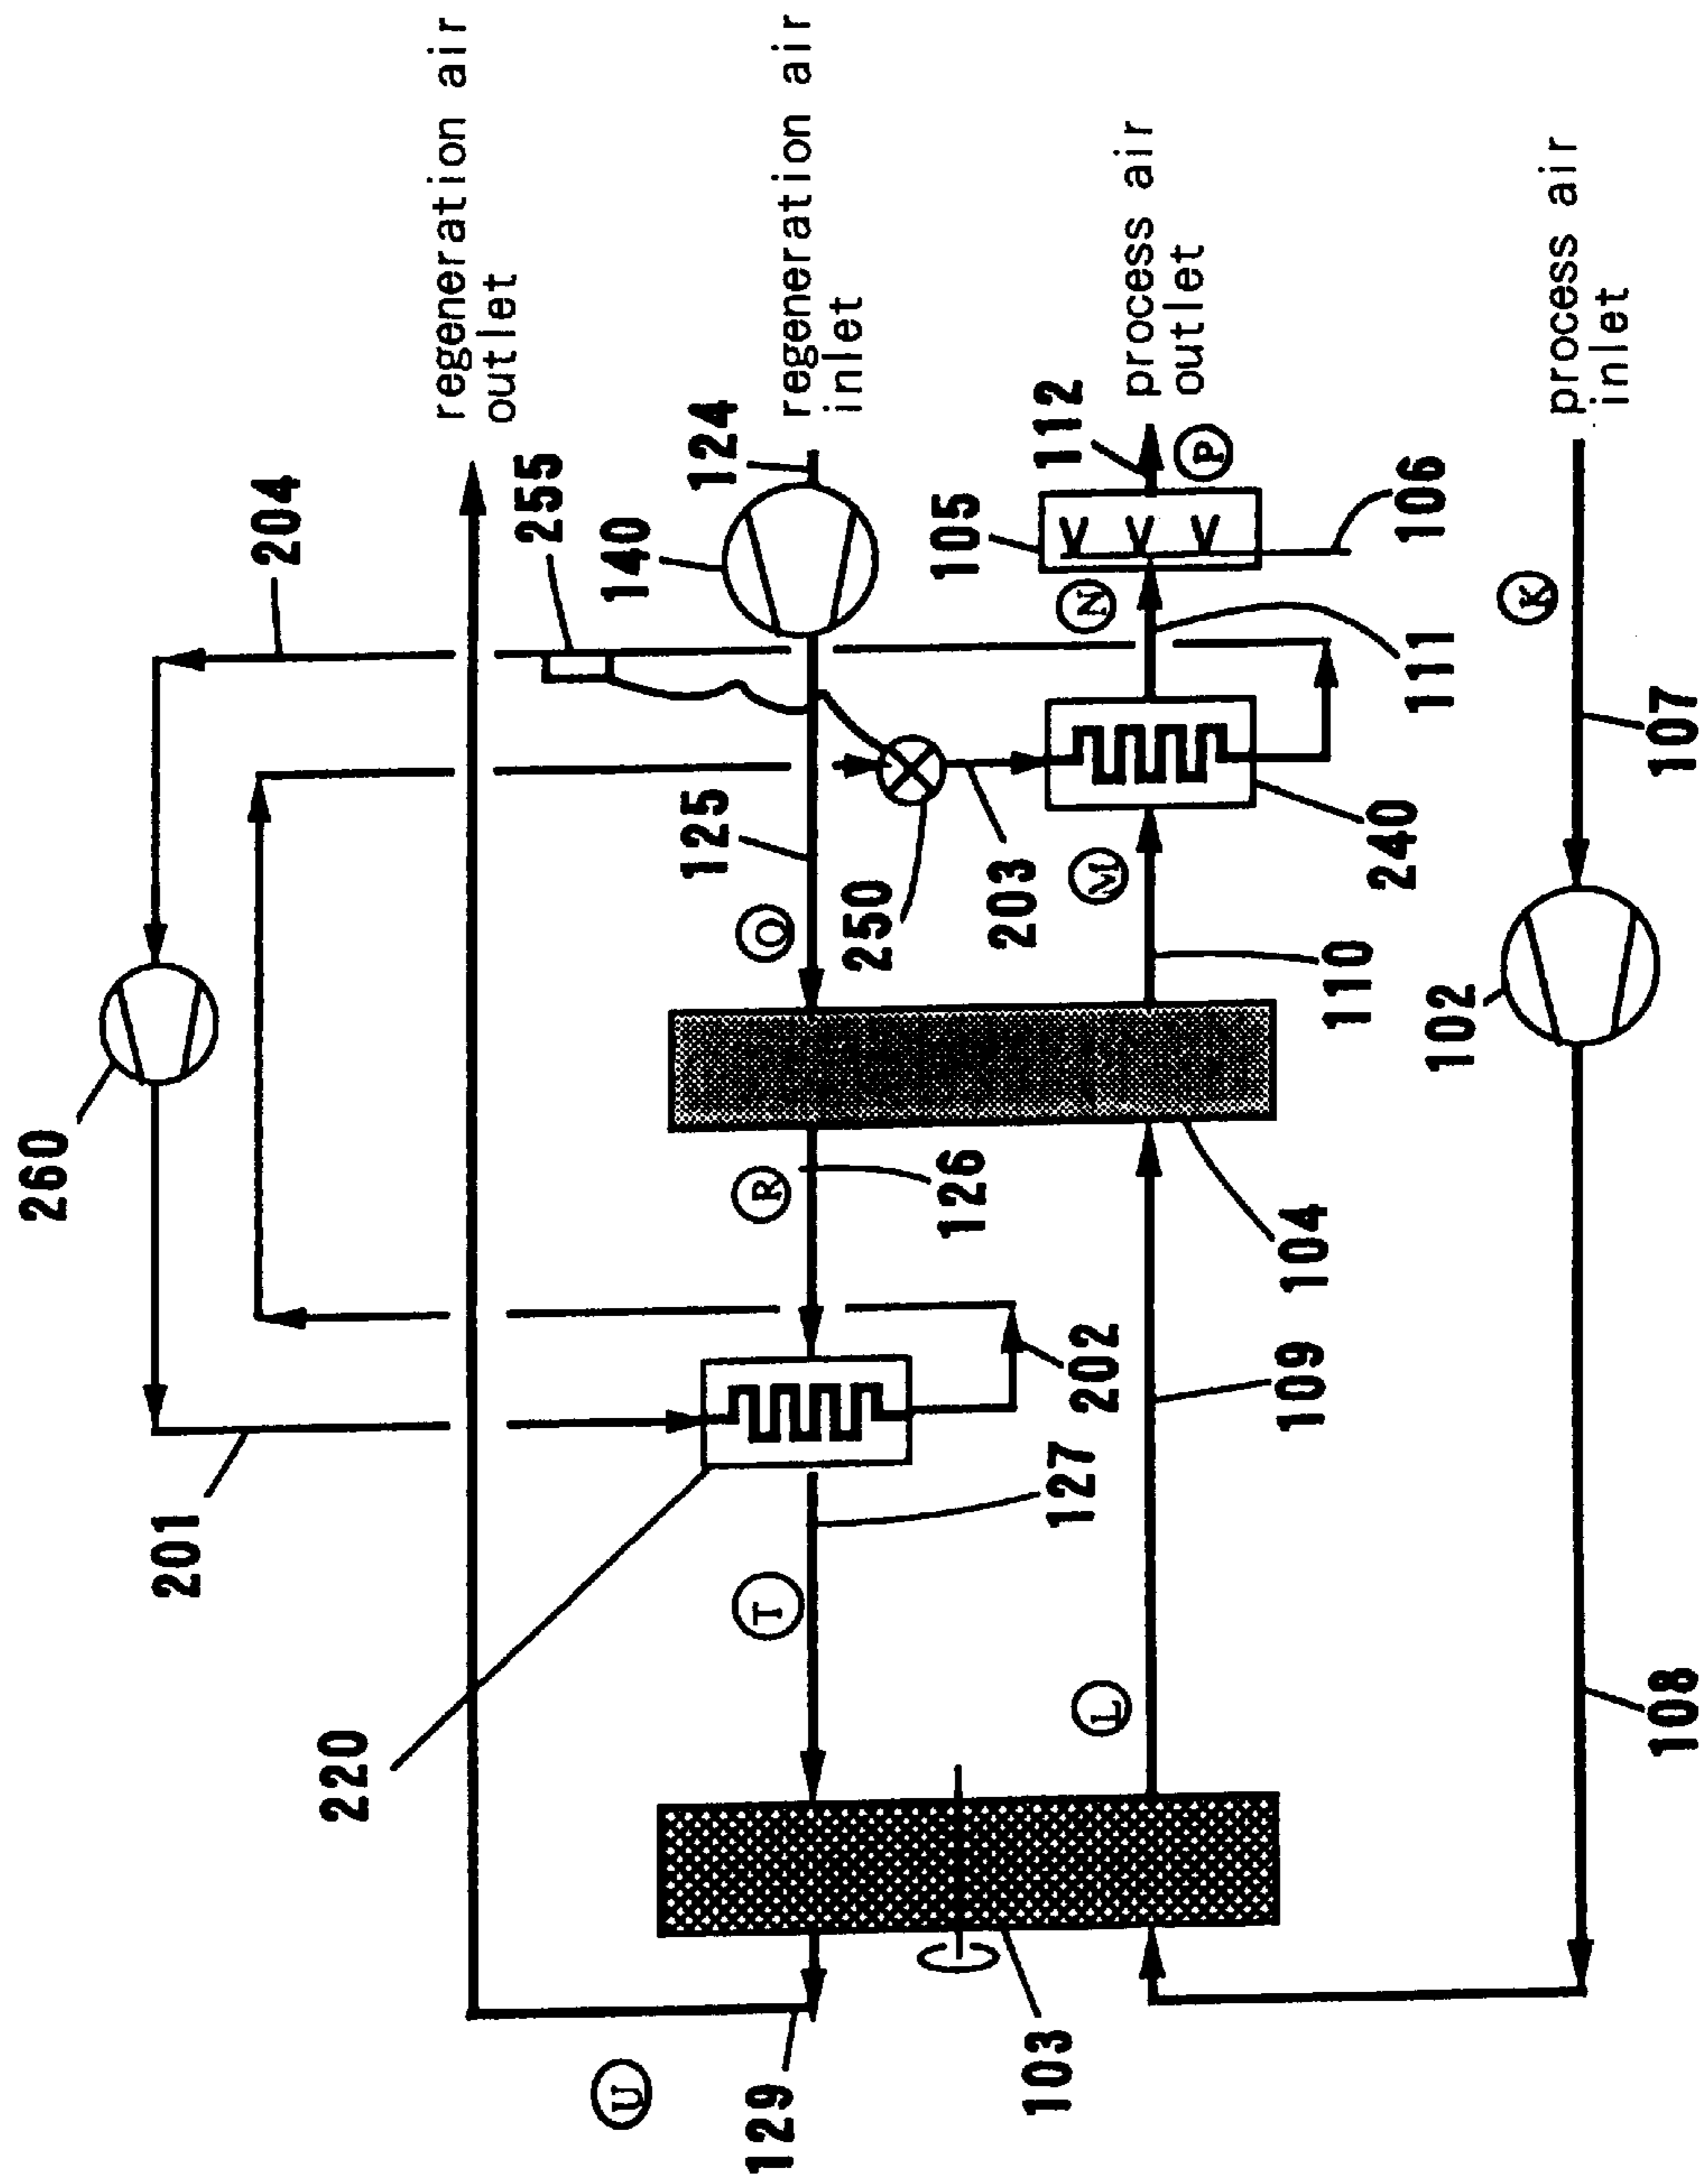 regeneration air
outlet
regeneration air
inlet
process air
outlet
process air
inlet
204
255
124
140
112
105
106
N
P
K
111
107
125
Q
250
203
M
240
110
102
260
R
126
104
202
109
201
127
T
L
220
108
103
129
U